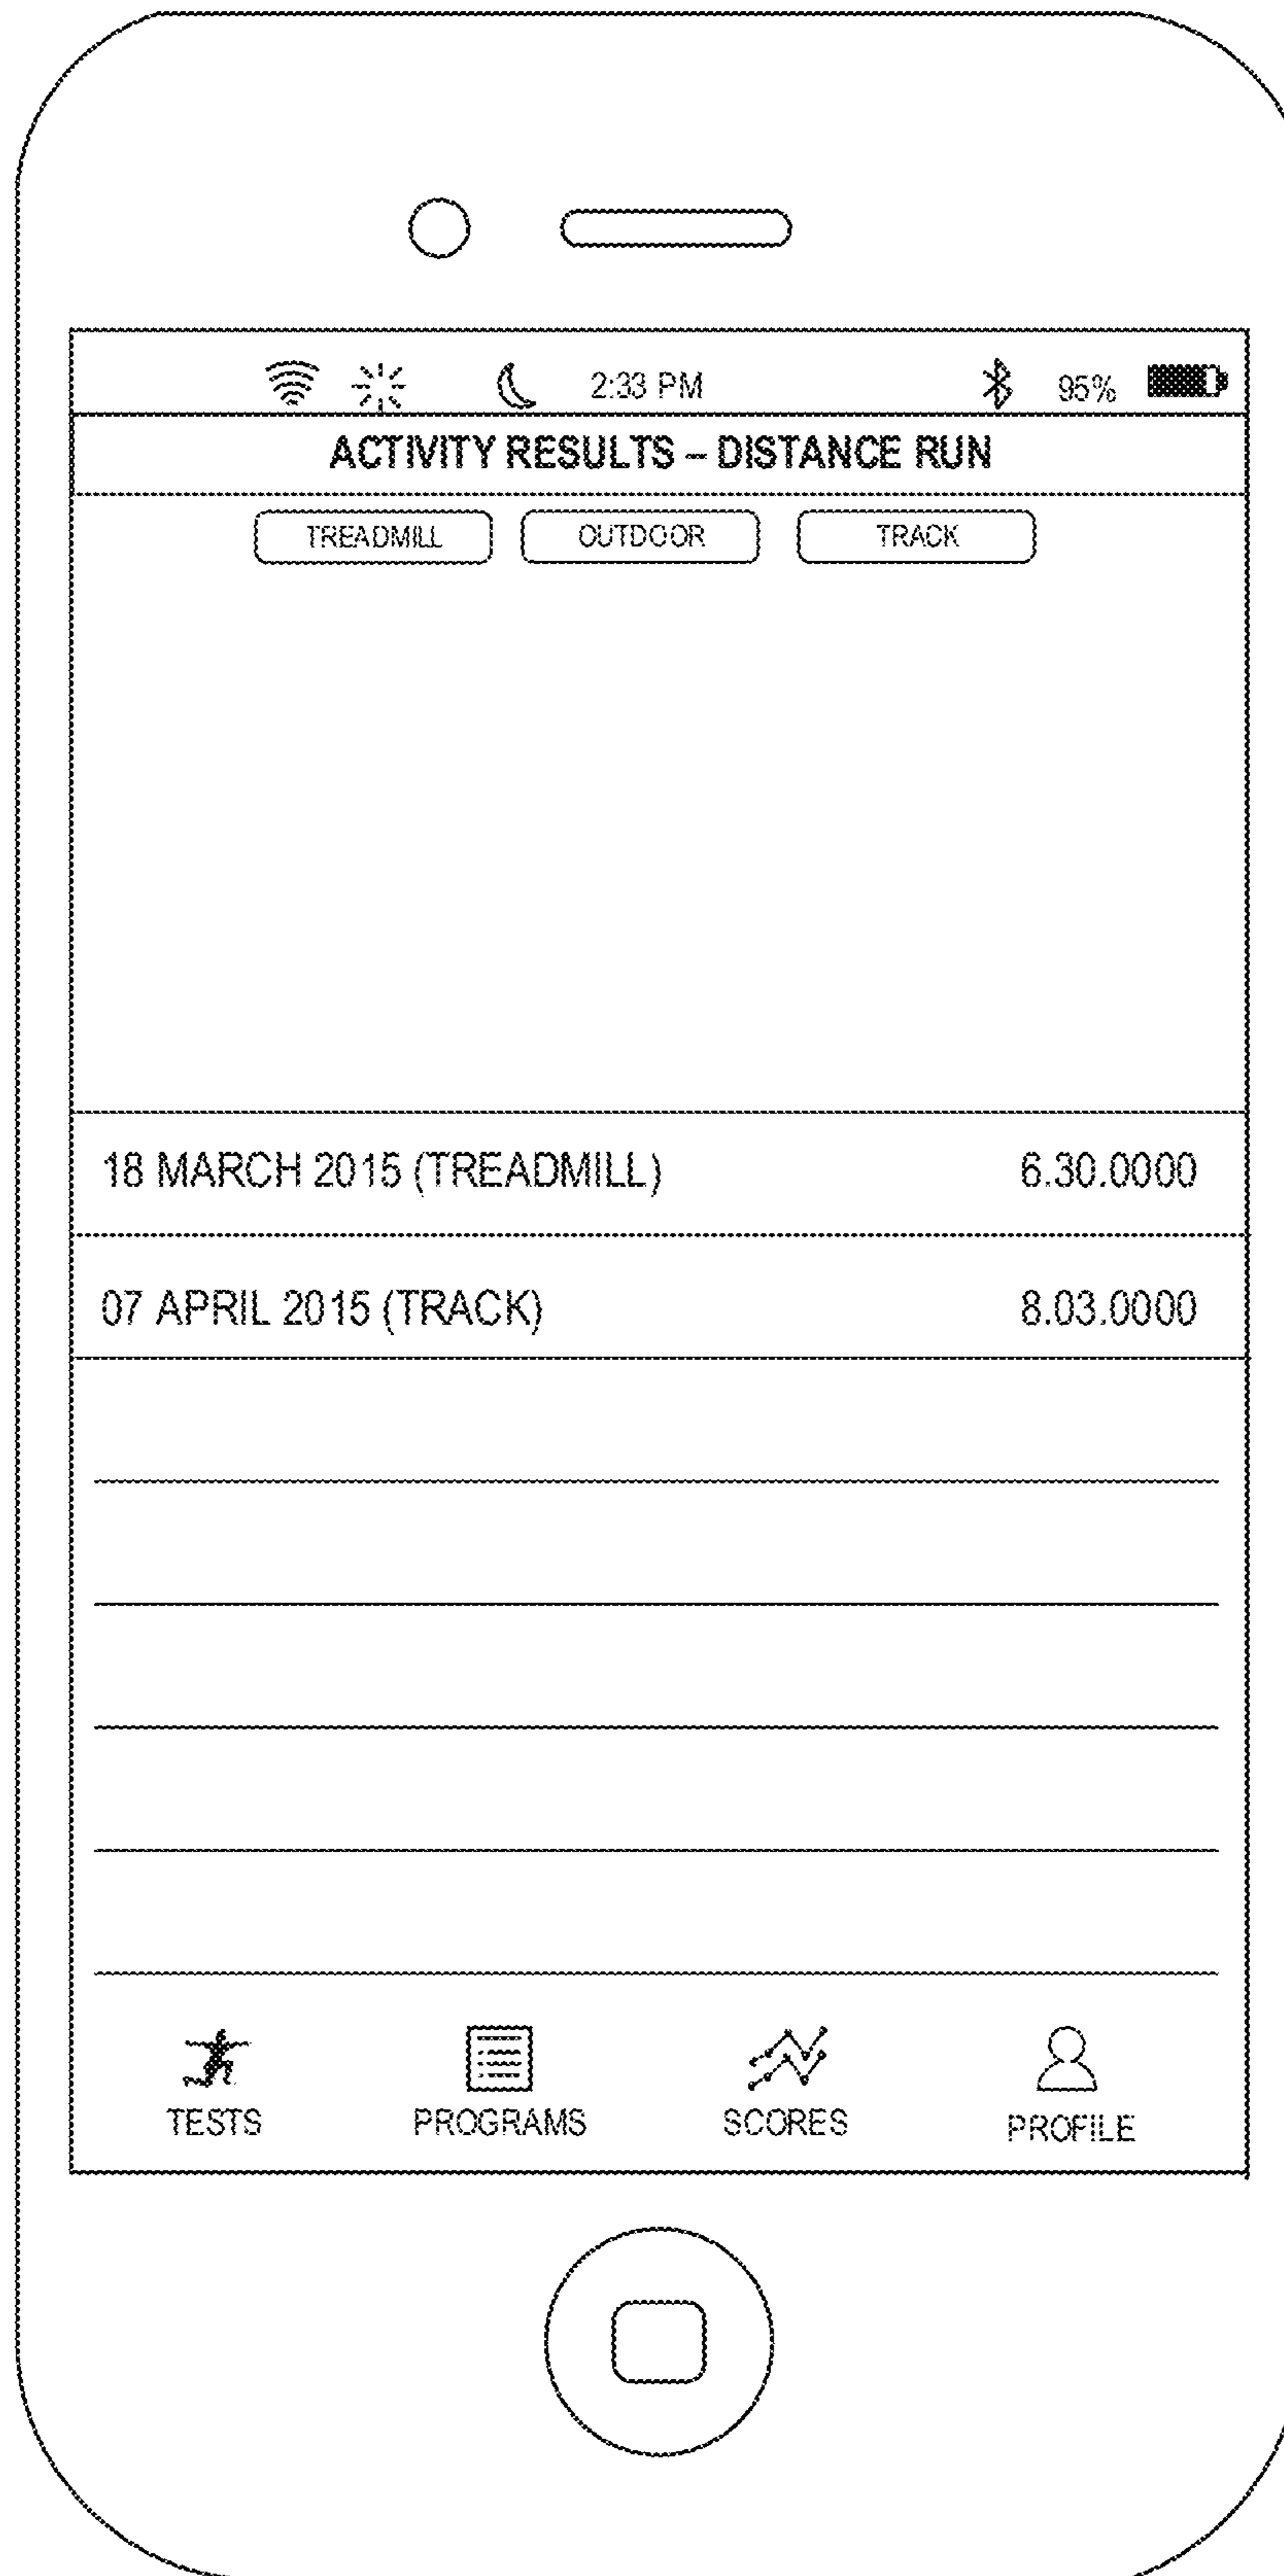 2:33 PM 95%
ACTIVITY RESULTS – DISTANCE RUN
TREADMILL OUTDOOR TRACK
18 MARCH 2015 (TREADMILL) 6.30.0000
07 APRIL 2015 (TRACK) 8.03.0000
TESTS PROGRAMS SCORES PROFILE